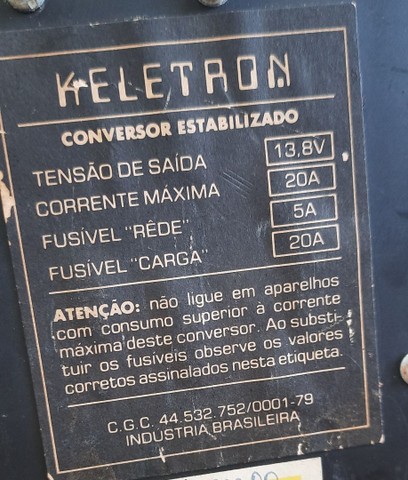 KELETRON
CONVERSOR ESTABILIZADO
TENSÃO DE SAÍDA 13,8V
CORRENTE MÁXIMA 20A
FUSÍVEL "RÊDE" 5A
FUSÍVEL "CARGA" 20A
ATENÇÃO: não ligue em aparelhos
com consumo superior à corrente
máxima deste conversor. Ao substi-
tuir os fusíveis observe os valores
corretos assinalados nesta etiqueta.
C.G.C. 44.532.752/0001-79
INDÚSTRIA BRASILEIRA